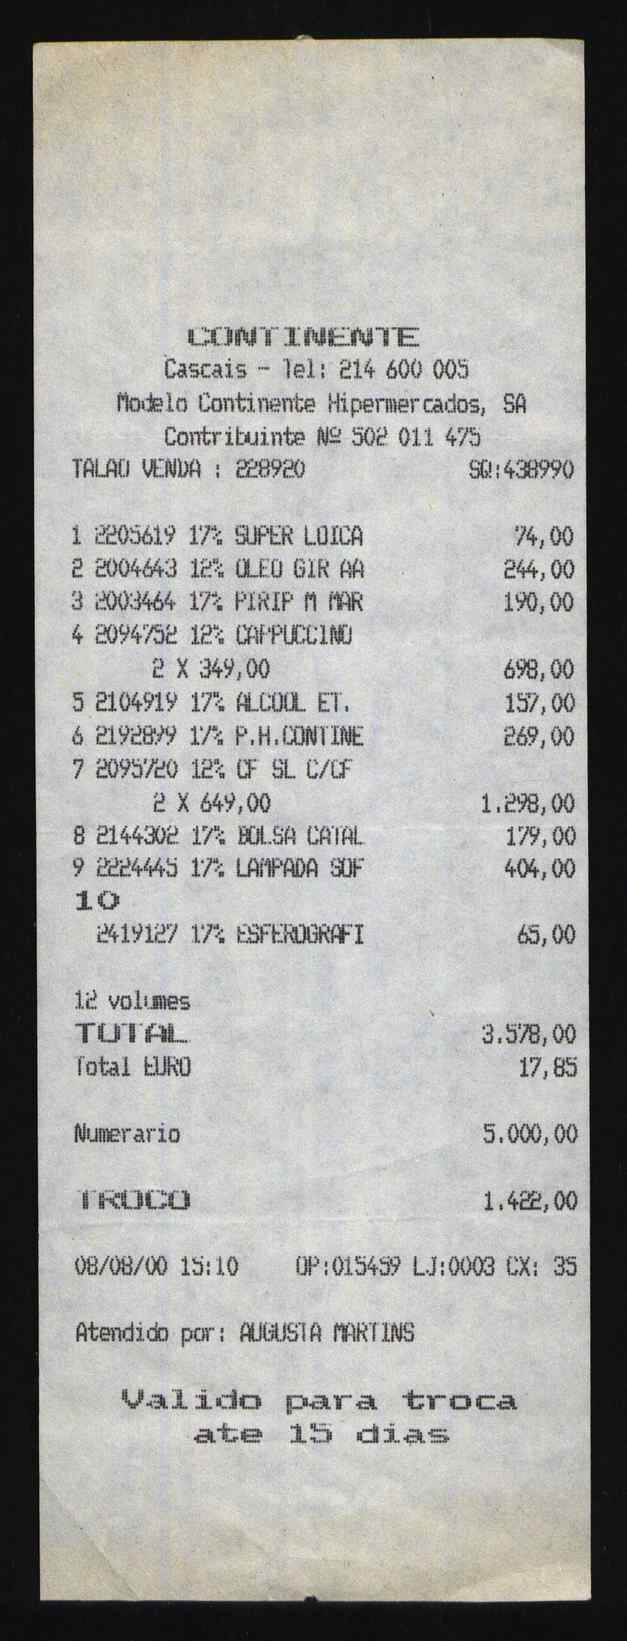 CONTINENTE
Cascais - Tel: 214 600 005
Modelo Continente Hipermercados, SA
Contribuinte Nº 502 011 475
TALAO VENDA : 228920 SQ:438990
1 2205619 17% SUPER LOICA 74,00
2 2004643 12% OLEO GIR AA 244,00
3 2003464 17% PIRIP M MAR 190,00
4 2094752 12% CAPPUCCINO
2 X 349,00 698,00
5 2104919 17% ALCOOL ET. 157,00
6 2192899 17% P.H.CONTINE 269,00
7 2095720 12% CF SL C/CF
2 X 649,00 1.298,00
8 2144302 17% BOLSA CATAL 179,00
9 2224445 17% LAMPADA SOF 404,00
10
2419127 17% ESFEROGRAFI 65,00
12 volumes
TOTAL 3.578,00
Total EURO 17,85
Numerario 5.000,00
TROCO 1.422,00
08/08/00 15:10 OP:015459 LJ:0003 CX: 35
Atendido por: AUGUSTA MARTINS
Valido para troca
ate 15 dias